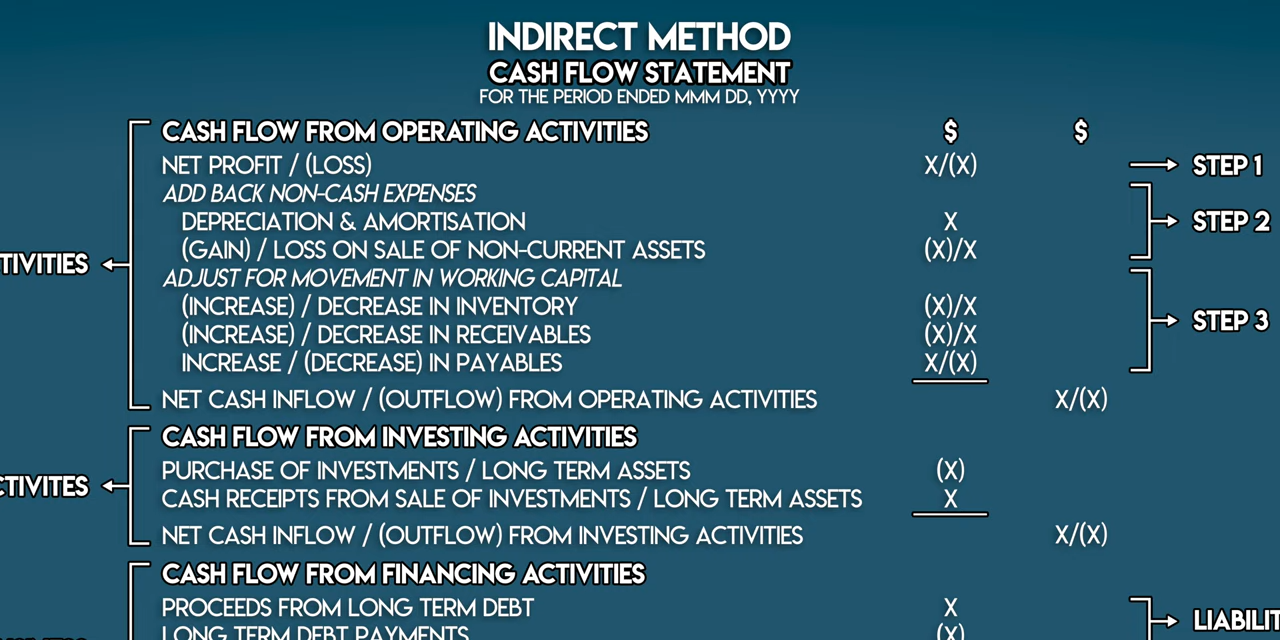 INDIRECT METHOD
CASH FLOW STATEMENT
FOR THE PERIOD ENDED MMM DD, YYYY
CASH FLOW FROM OPERATING ACTIVITIES $ $
NET PROFIT / (LOSS) X/(X) STEP 1
ADD BACK NON-CASH EXPENSES
DEPRECIATION & AMORTISATION X STEP 2
(GAIN) / LOSS ON SALE OF NON-CURRENT ASSETS (X)/X
TIVITIES
ADJUST FOR MOVEMENT IN WORKING CAPITAL
(INCREASE) / DECREASE IN INVENTORY (X)/X
STEP 3
(INCREASE) / DECREASE IN RECEIVABLES (X)/X
INCREASE / (DECREASE) IN PAYABLES X/(X)
NET CASH INFLOW / (OUTFLOW) FROM OPERATING ACTIVITIES X/(X)
CASH FLOW FROM INVESTING ACTIVITIES
PURCHASE OF INVESTMENTS / LONG TERM ASSETS (X)
CTIVITES
CASH RECEIPTS FROM SALE OF INVESTMENTS / LONG TERM ASSETS X
NET CASH INFLOW / (OUTFLOW) FROM INVESTING ACTIVITIES X/(X)
CASH FLOW FROM FINANCING ACTIVITIES
PROCEEDS FROM LONG TERM DEBT X
LIABILIT
LONG TERM DEBT PAYMENTS (X)